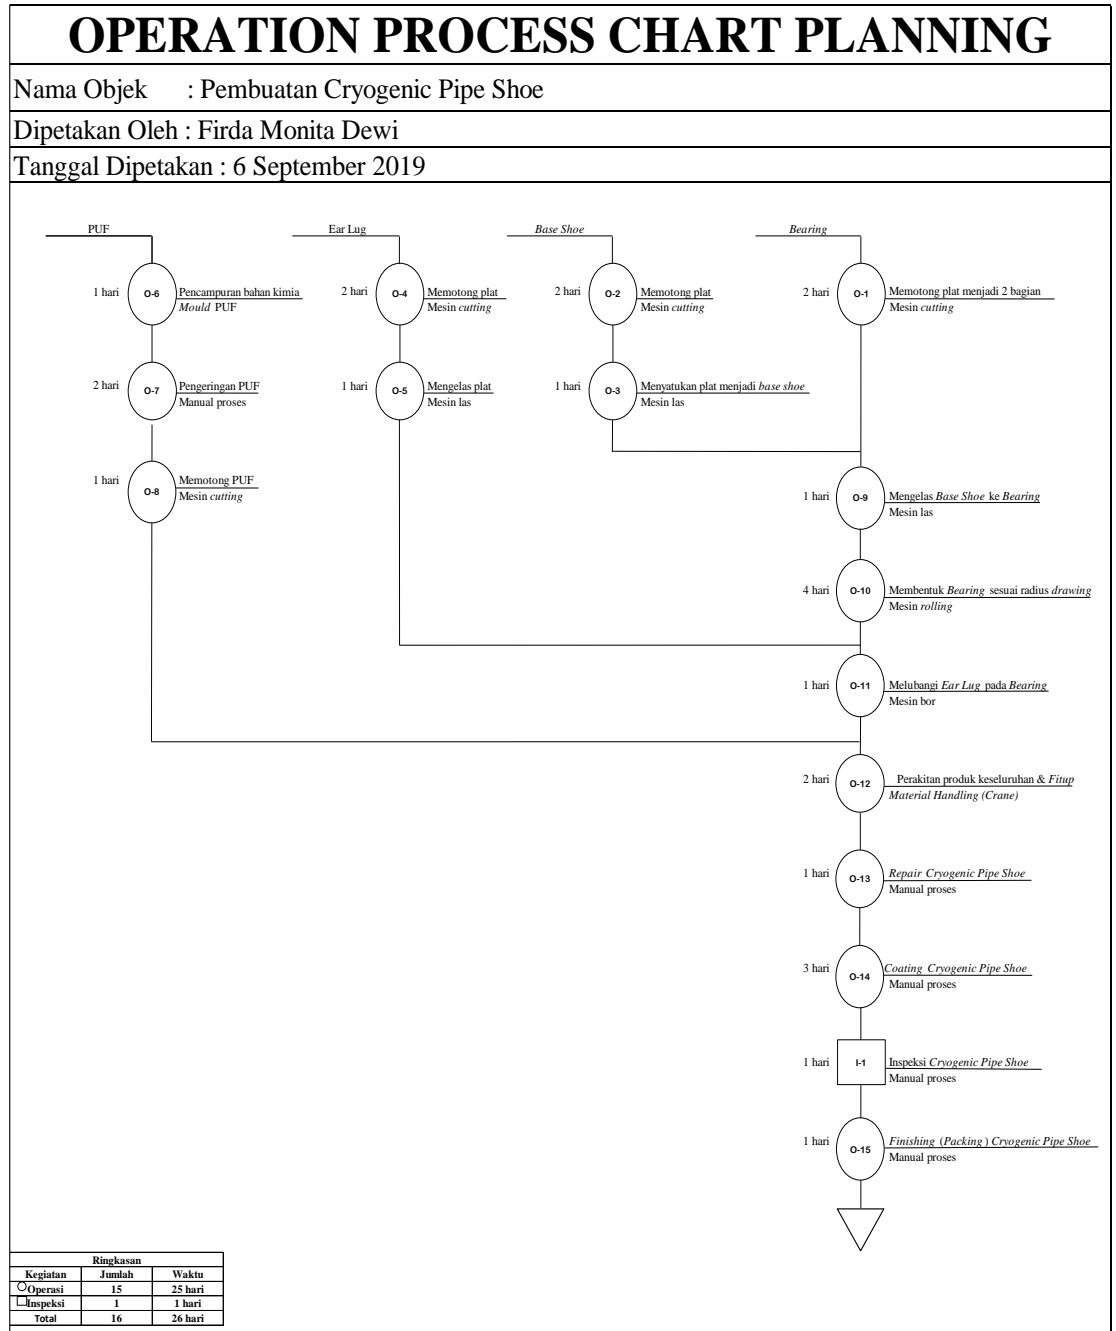 OPERATION PROCESS CHART PLANNING
Nama Objek : Pembuatan Cryogenic Pipe Shoe
Dipetakan Oleh : Firda Monita Dewi
Tanggal Dipetakan : 6 September 2019
PUF
Ear Lug
Base Shoe
Bearing
1 hari
O-6
Pencampuran bahan kimia
Mould PUF
2 hari
O-4
Memotong plat
Mesin cutting
2 hari
O-2
Memotong plat
Mesin cutting
2 hari
O-1
Memotong plat menjadi 2 bagian
Mesin cutting
2 hari
O-7
Pengeringan PUF
Manual proses
1 hari
O-5
Mengelas plat
Mesin las
1 hari
O-3
Menyatukan plat menjadi base shoe
Mesin las
1 hari
O-8
Memotong PUF
Mesin cutting
1 hari
O-9
Mengelas Base Shoe ke Bearing
Mesin las
4 hari
O-10
Membentuk Bearing sesuai radius drawing
Mesin rolling
1 hari
O-11
Melubangi Ear Lug pada Bearing
Mesin bor
2 hari
O-12
Perakitan produk keseluruhan & Fitup
Material Handling (Crane)
1 hari
O-13
Repair Cryogenic Pipe Shoe
Manual proses
3 hari
O-14
Coating Cryogenic Pipe Shoe
Manual proses
1 hari
I-1
Inspeksi Cryogenic Pipe Shoe
Manual proses
1 hari
O-15
Finishing (Packing) Cryogenic Pipe Shoe
Manual proses
Ringkasan
Kegiatan Jumlah Waktu
Operasi 15 25 hari
Inspeksi 1 1 hari
Total 16 26 hari